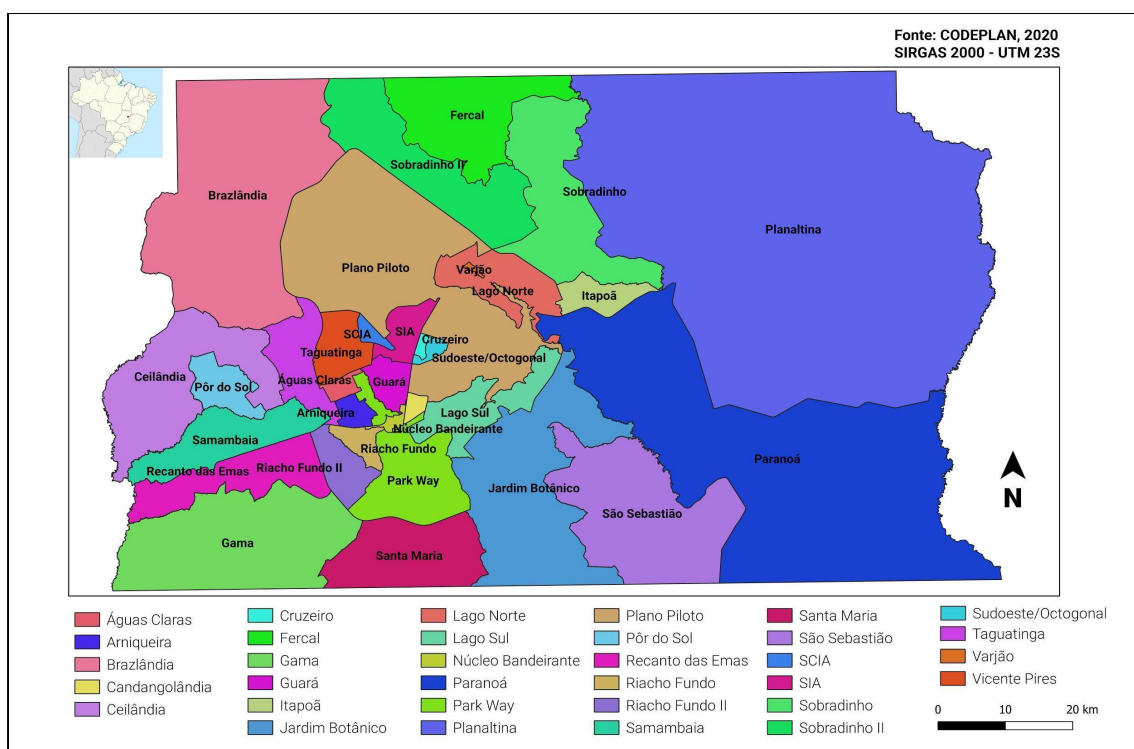 Fonte: CODEPLAN, 2020
SIRGAS 2000 - UTM 23S
Fercal
Sobradinho II
Sobradinho
Brazlândia
Planaltina
Plano Piloto
Varjão
Lago Norte
Itapoã
SCIA
SIA
Cruzeiro
Taguatinga
Sudoeste/Octogonal
Ceilândia
Pôr do Sol
Águas Claras
Guará
Arniqueira
Lago Sul
Núcleo Bandeirante
Samambaia
Riacho Fundo
Recanto das Emas
Riacho Fundo II
Park Way
Jardim Botânico
Paranoá
São Sebastião
N
Gama
Santa Maria
Águas Claras
Arniqueira
Brazlândia
Candangolândia
Ceilândia
Cruzeiro
Fercal
Gama
Guará
Itapoã
Jardim Botânico
Lago Norte
Lago Sul
Núcleo Bandeirante
Paranoá
Park Way
Planaltina
Plano Piloto
Pôr do Sol
Recanto das Emas
Riacho Fundo
Riacho Fundo II
Samambaia
Santa Maria
São Sebastião
SCIA
SIA
Sobradinho
Sobradinho II
Sudoeste/Octogonal
Taguatinga
Varjão
Vicente Pires
0 10 20 km